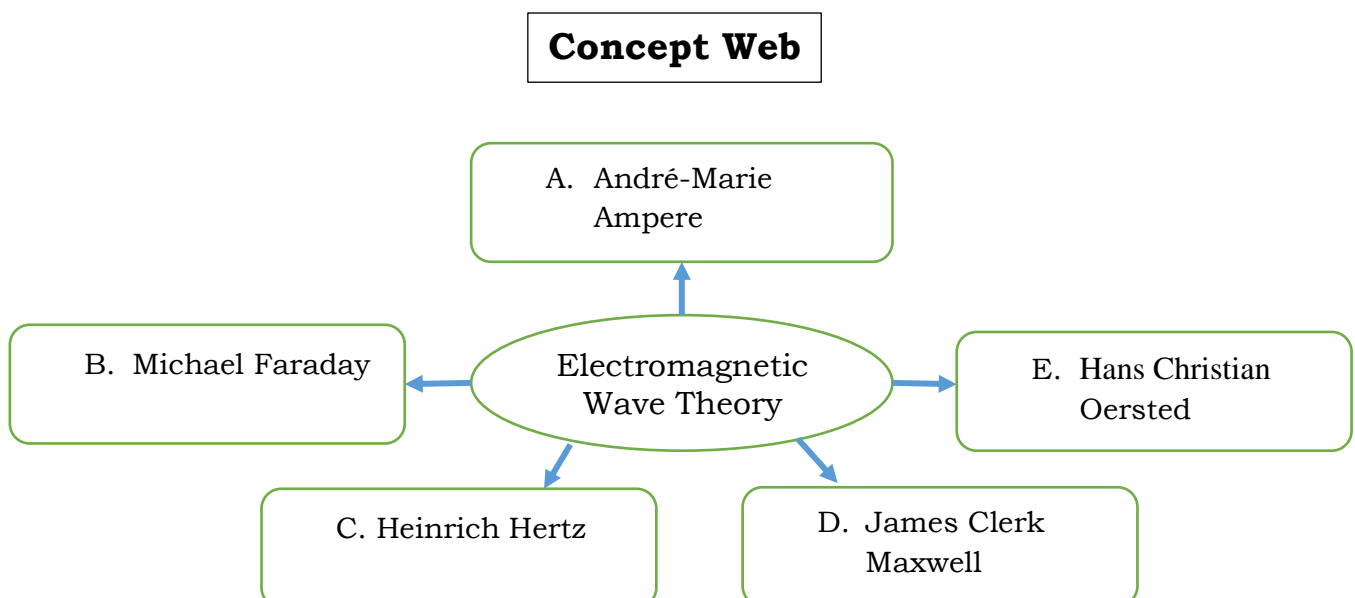 Concept Web
A. André-Marie
Ampere
B. Michael Faraday
Electromagnetic
Wave Theory
E. Hans Christian
Oersted
C. Heinrich Hertz
D. James Clerk
Maxwell